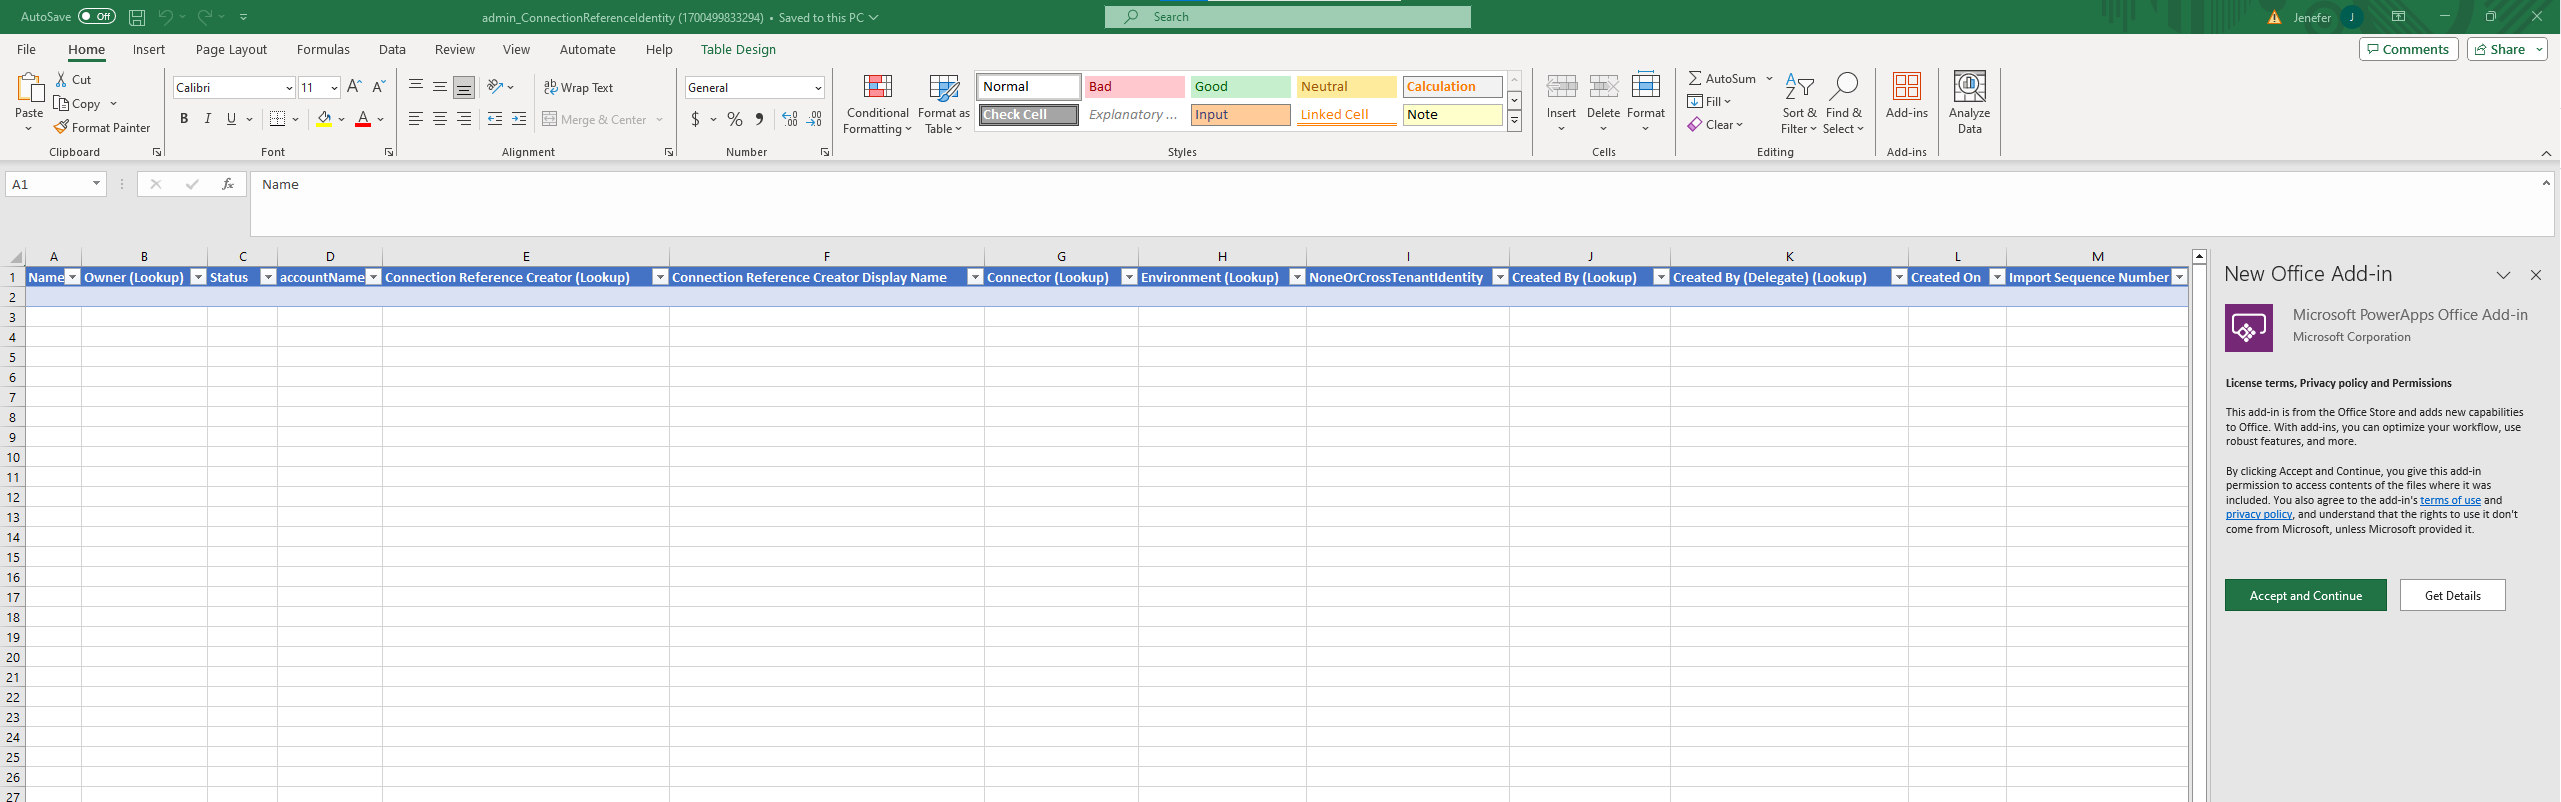 AutoSave Off admin_ConnectionReferenceIdentity (1700499833294) • Saved to this PC Search Jenefer J
File Home Insert Page Layout Formulas Data Review View Automate Help Table Design Comments Share
Paste Cut Copy Format Painter Clipboard
Calibri 11 B I U A Font
Wrap Text Merge & Center Alignment
General $ % Number
Conditional Formatting Format as Table
Normal Bad Good Neutral Calculation
Check Cell Explanatory ... Input Linked Cell Note
Styles
Insert Delete Format Cells
AutoSum Fill Clear Sort & Filter Find & Select Editing
Add-ins Add-ins
Analyze Data
A1 fx Name
A B C D E F G H I J K L M
1 Name Owner (Lookup) Status accountName Connection Reference Creator (Lookup) Connection Reference Creator Display Name Connector (Lookup) Environment (Lookup) NoneOrCrossTenantIdentity Created By (Lookup) Created By (Delegate) (Lookup) Created On Import Sequence Number
2
3
4
5
6
7
8
9
10
11
12
13
14
15
16
17
18
19
20
21
22
23
24
25
26
27
New Office Add-in
Microsoft PowerApps Office Add-in
Microsoft Corporation
License terms, Privacy policy and Permissions
This add-in is from the Office Store and adds new capabilities
to Office. With add-ins, you can optimize your workflow, use
robust features, and more.
By clicking Accept and Continue, you give this add-in
permission to access contents of the files where it was
included. You also agree to the add-in's terms of use and
privacy policy, and understand that the rights to use it don't
come from Microsoft, unless Microsoft provided it.
Accept and Continue Get Details